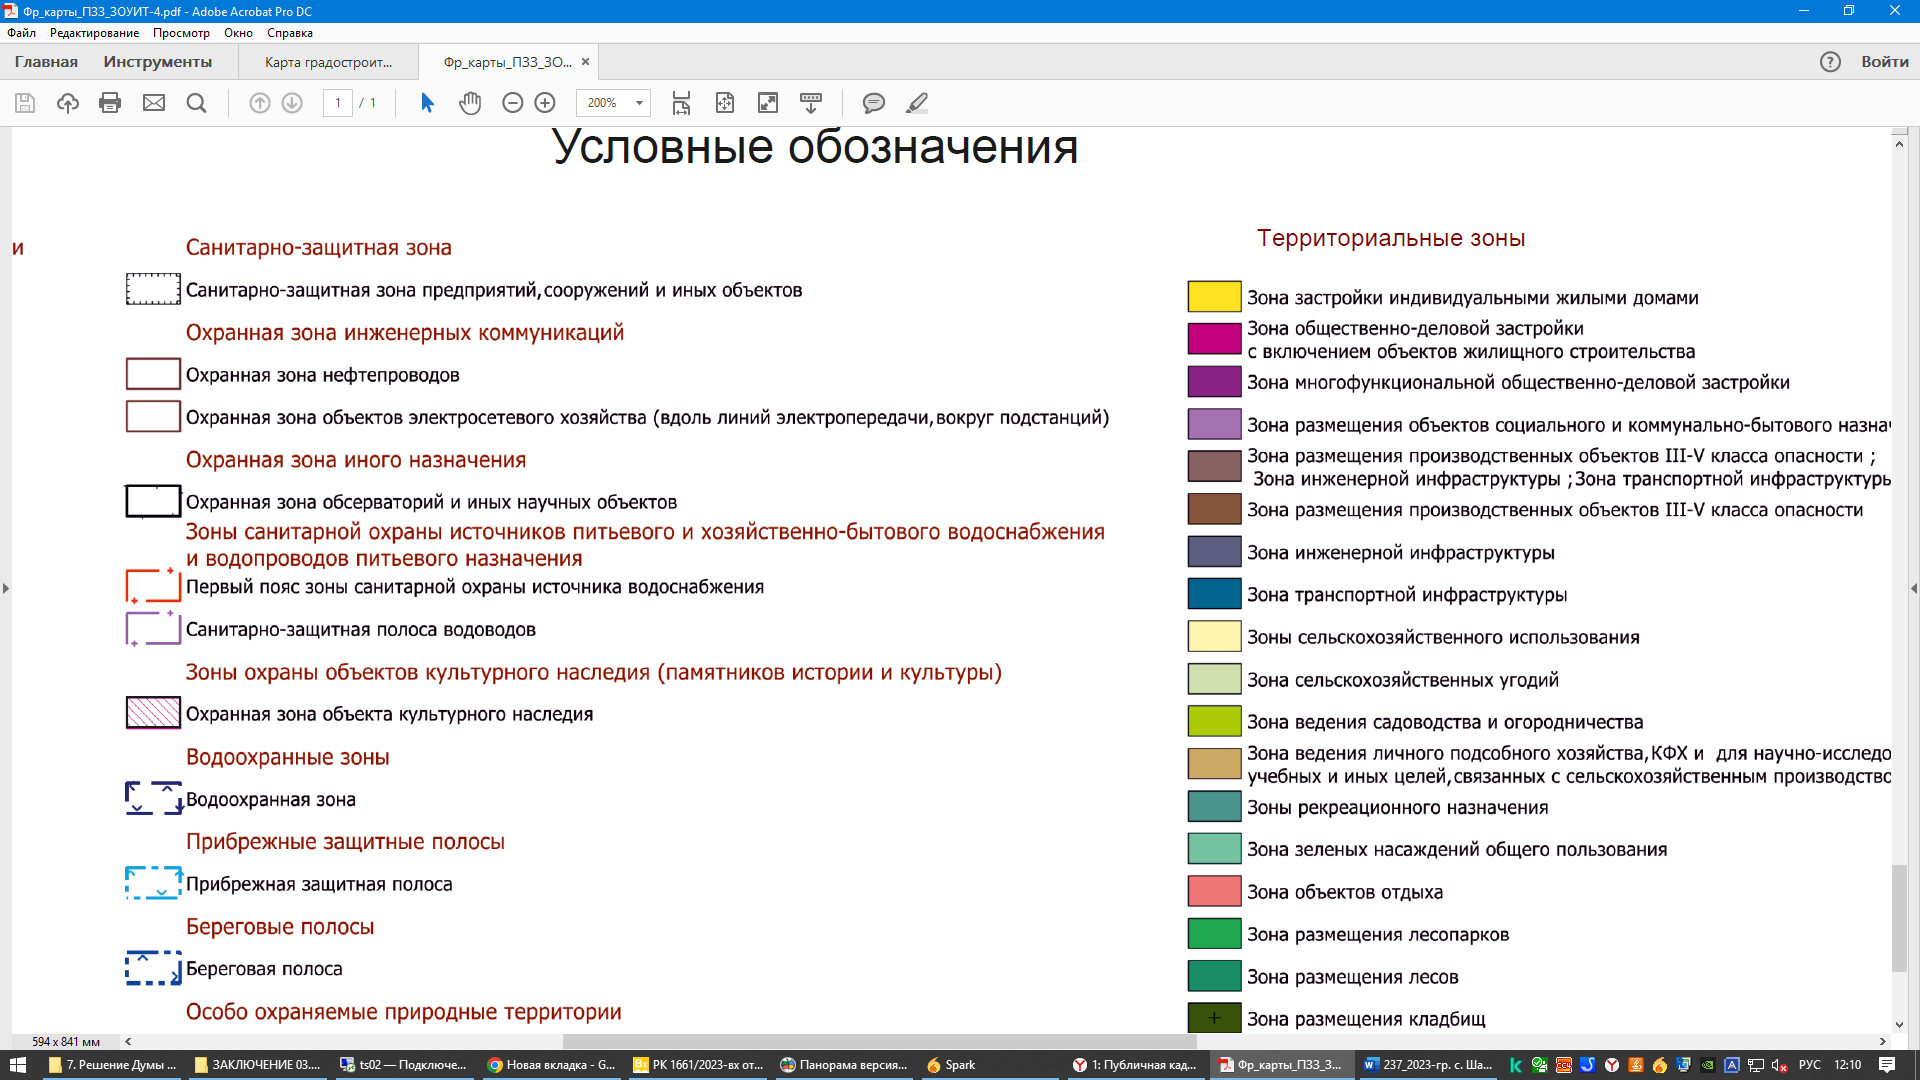 Фр_карты_ПЗЗ_ЗОУИТ-4.pdf - Adobe Acrobat Pro DC
Файл Редактирование Просмотр Окно Справка
Главная Инструменты Карта градостроит... Фр_карты_ПЗЗ_ЗО... × Войти
1 / 1 200%
Условные обозначения
и
Санитарно-защитная зона
Санитарно-защитная зона предприятий, сооружений и иных объектов
Охранная зона инженерных коммуникаций
Охранная зона нефтепроводов
Охранная зона объектов электросетевого хозяйства (вдоль линий электропередачи, вокруг подстанций)
Охранная зона иного назначения
Охранная зона обсерваторий и иных научных объектов
Зоны санитарной охраны источников питьевого и хозяйственно-бытового водоснабжения
и водопроводов питьевого назначения
Первый пояс зоны санитарной охраны источника водоснабжения
Санитарно-защитная полоса водоводов
Зоны охраны объектов культурного наследия (памятников истории и культуры)
Охранная зона объекта культурного наследия
Водоохранные зоны
Водоохранная зона
Прибрежные защитные полосы
Прибрежная защитная полоса
Береговые полосы
Береговая полоса
Особо охраняемые природные территории
Территориальные зоны
Зона застройки индивидуальными жилыми домами
Зона общественно-деловой застройки
с включением объектов жилищного строительства
Зона многофункциональной общественно-деловой застройки
Зона размещения объектов социального и коммунально-бытового назнач
Зона размещения производственных объектов III-V класса опасности ;
Зона инженерной инфраструктуры ; Зона транспортной инфраструктуры
Зона размещения производственных объектов III-V класса опасности
Зона инженерной инфраструктуры
Зона транспортной инфраструктуры
Зоны сельскохозяйственного использования
Зона сельскохозяйственных угодий
Зона ведения садоводства и огородничества
Зона ведения личного подсобного хозяйства, КФХ и для научно-исследо
учебных и иных целей, связанных с сельскохозяйственным производство
Зоны рекреационного назначения
Зона зеленых насаждений общего пользования
Зона объектов отдыха
Зона размещения лесопарков
Зона размещения лесов
Зона размещения кладбищ
594 x 841 мм
7. Решение Думы ... ЗАКЛЮЧЕНИЕ 03.... ts02 — Подключе... Новая вкладка - G... РК 1661/2023-вх от... Панорама версия... Spark 1: Публичная кад... Фр_карты_ПЗЗ_З... 237_2023-гр. с. Ша... РУС 12:10